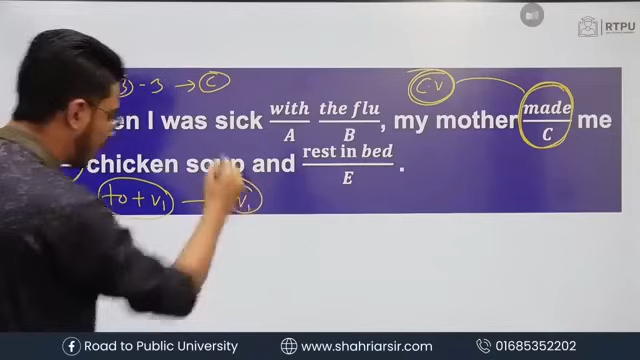 RTPU
3) - 3 → C C.V
en I was sick with/A the flu/B, my mother made/C me
chicken soup and rest in bed/E.
to + V₁ — V₁
Road to Public University www.shahriarsir.com 01685352202